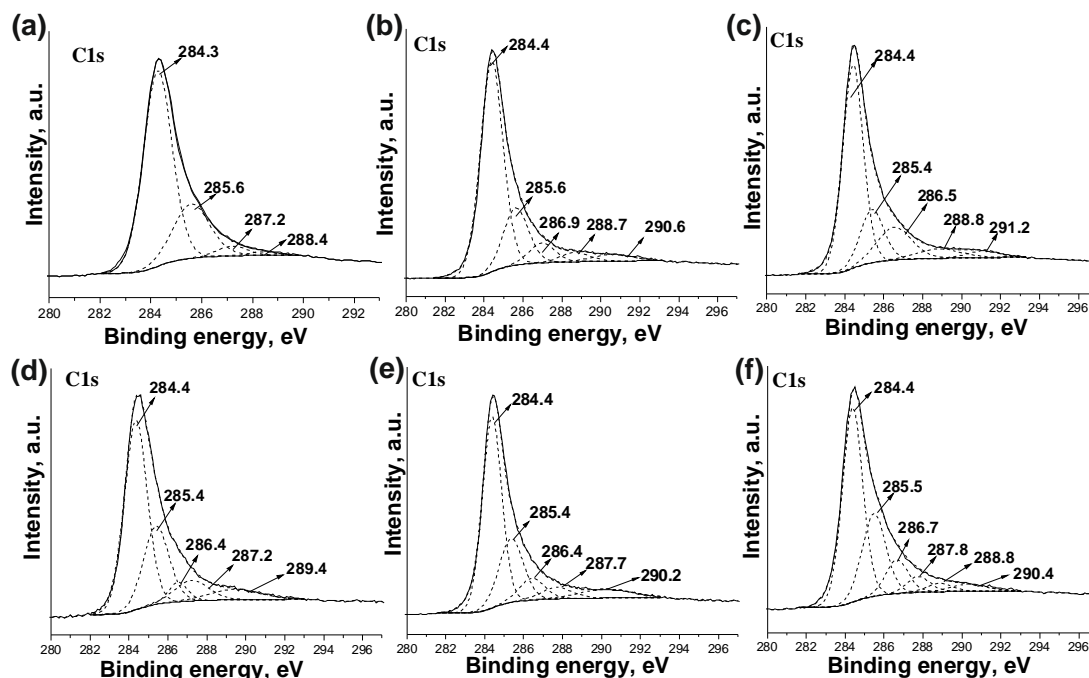 (a)
C1s
284.3
285.6
287.2
288.4
Intensity, a.u.
280 282 284 286 288 290 292
Binding energy, eV
(b)
C1s
284.4
285.6
286.9
288.7
290.6
Intensity, a.u.
280 282 284 286 288 290 292 294 296
Binding energy, eV
(c)
C1s
284.4
285.4
286.5
288.8
291.2
Intensity, a.u.
280 282 284 286 288 290 292 294 296
Binding energy, eV
(d)
C1s
284.4
285.4
286.4
287.2
289.4
Intensity, a.u.
280 282 284 286 288 290 292 294 296
Binding energy, eV
(e)
C1s
284.4
285.4
286.4
287.7
290.2
Intensity, a.u.
280 282 284 286 288 290 292 294 296
Binding energy, eV
(f)
C1s
284.4
285.5
286.7
287.8
288.8
290.4
Intensity, a.u.
280 282 284 286 288 290 292 294 296
Binding energy, eV